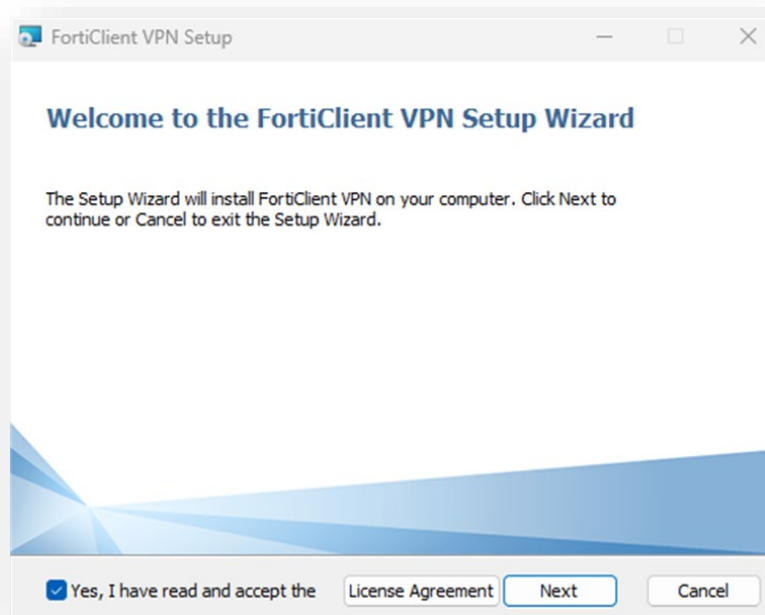 FortiClient VPN Setup
Welcome to the FortiClient VPN Setup Wizard
The Setup Wizard will install FortiClient VPN on your computer. Click Next to
continue or Cancel to exit the Setup Wizard.
Yes, I have read and accept the License Agreement Next Cancel